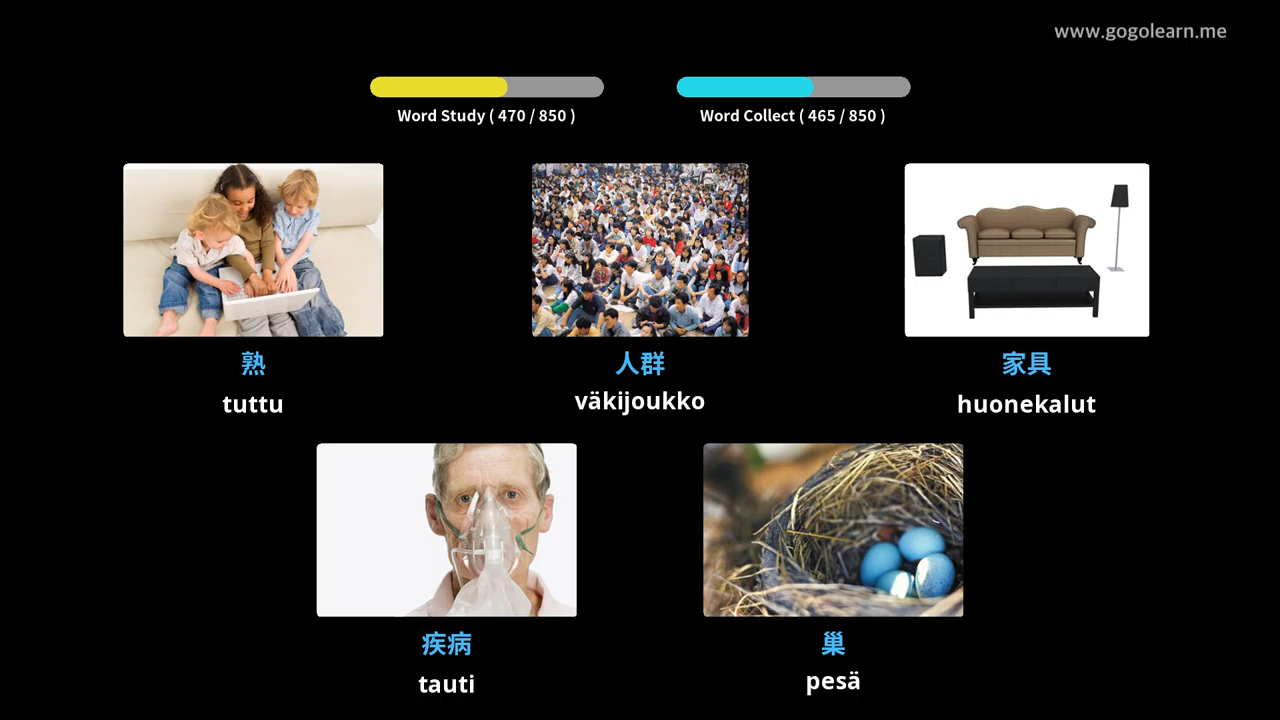 www.gogolearn.me
Word Study ( 470 / 850 )
Word Collect ( 465 / 850 )
熟
tuttu
人群
väkijoukko
家具
huonekalut
疾病
tauti
巢
pesä